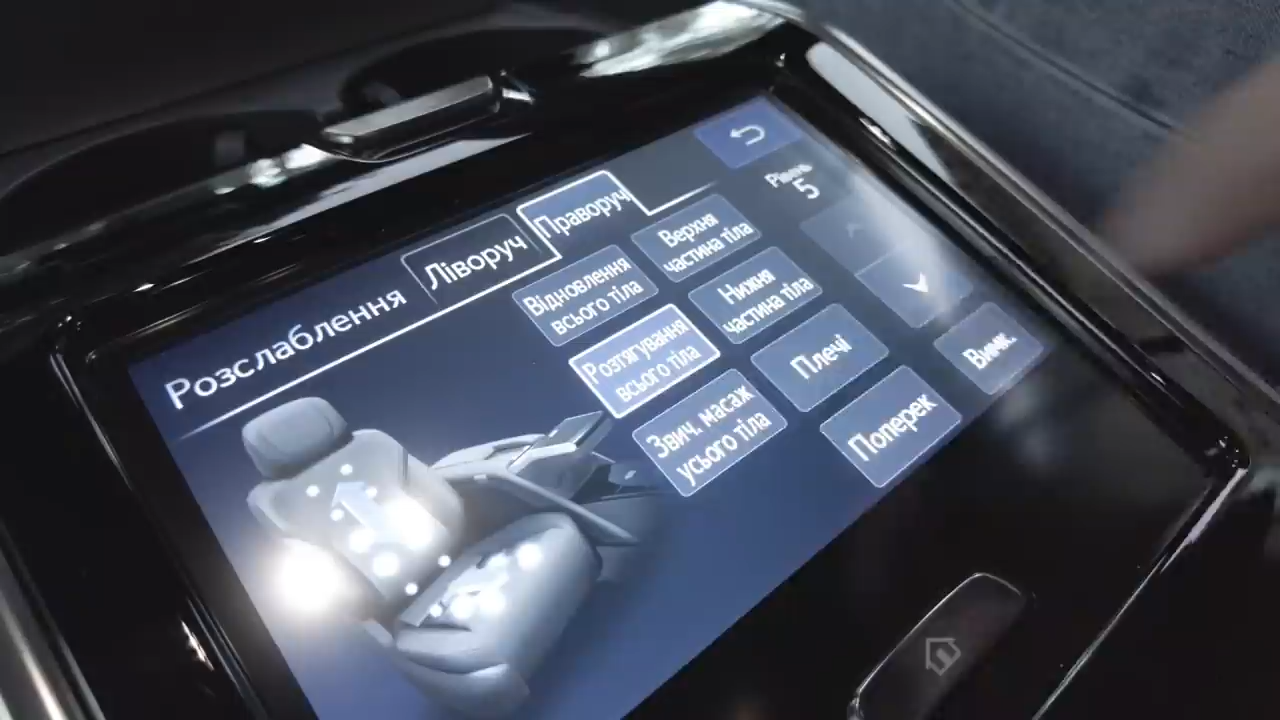 Розслаблення
Ліворуч
Праворуч
Рівень
5
Відновлення
всього тіла
Верхня
частина тіла
Розтягування
всього тіла
Нижня
частина тіла
Звич. масаж
усього тіла
Плечі
Поперек
Вимк.